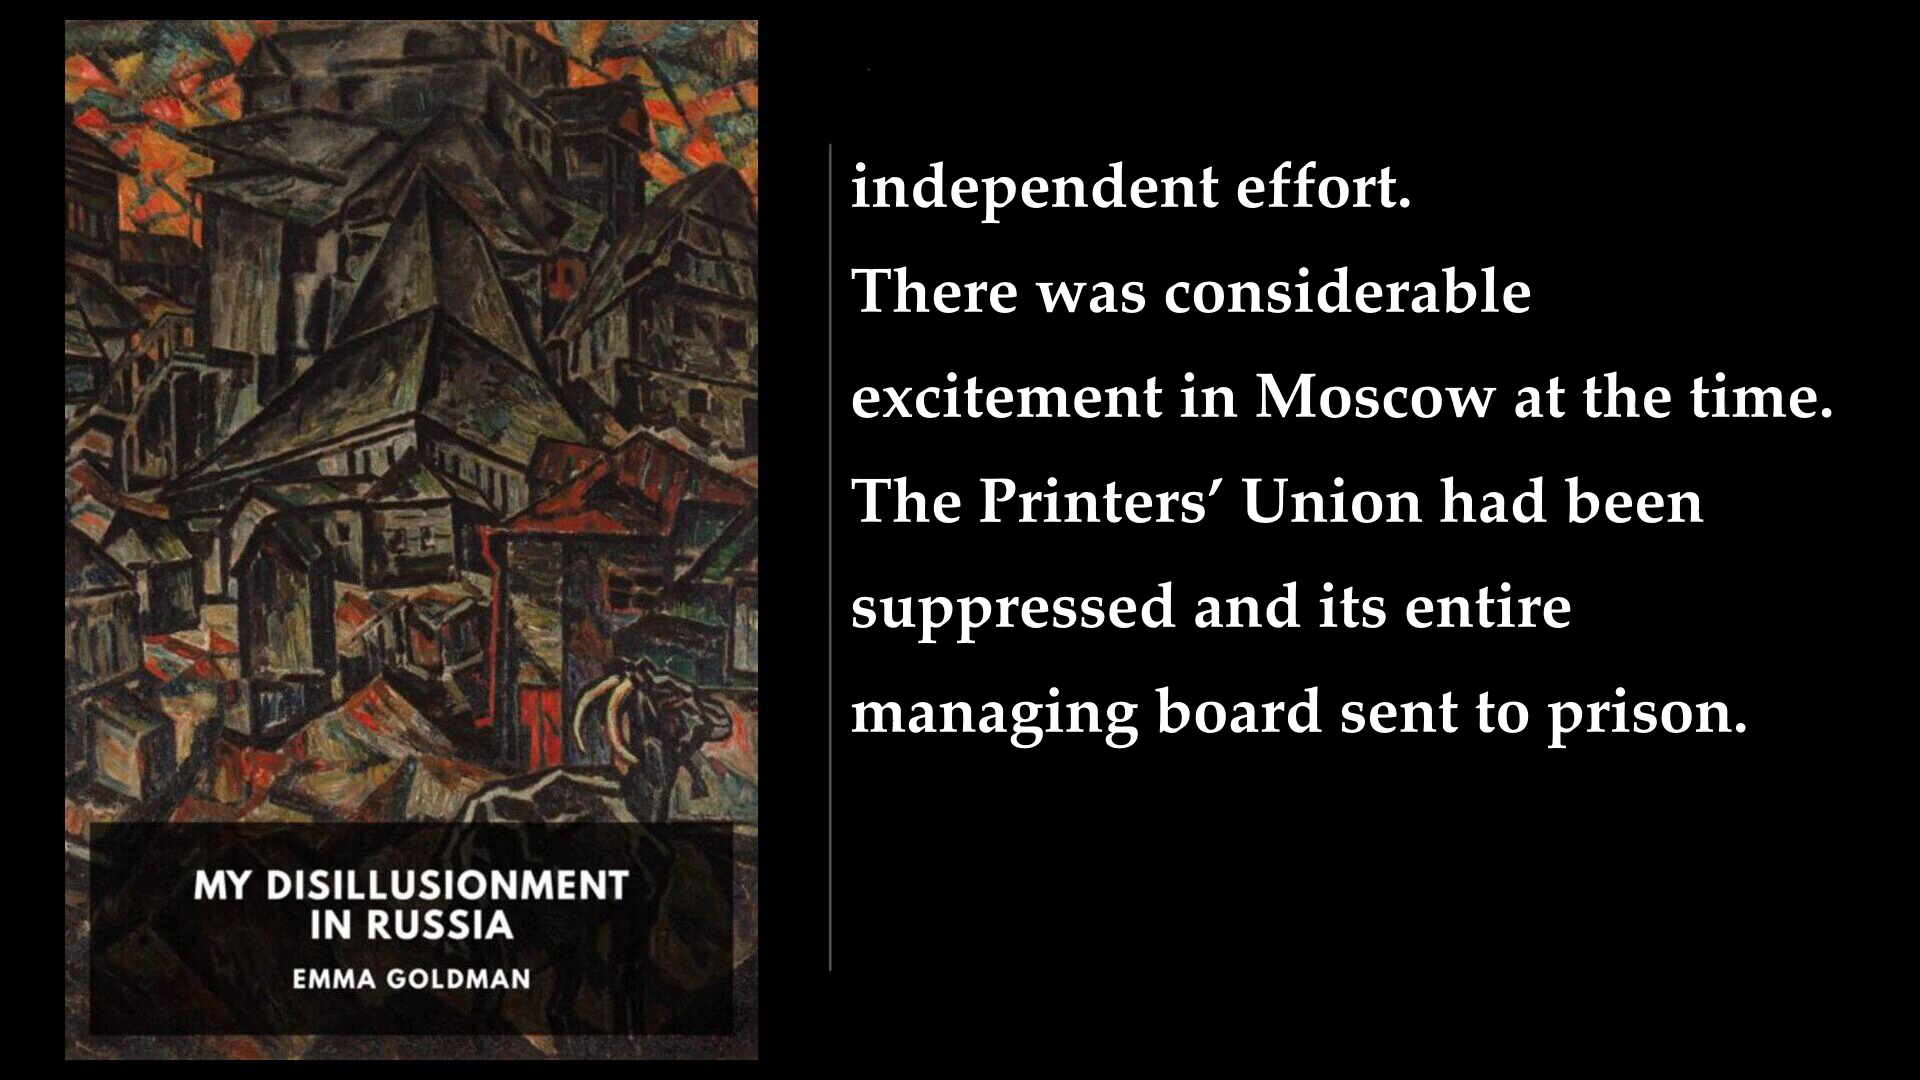 MY DISILLUSIONMENT
IN RUSSIA
EMMA GOLDMAN
independent effort.
There was considerable
excitement in Moscow at the time.
The Printers’ Union had been
suppressed and its entire
managing board sent to prison.